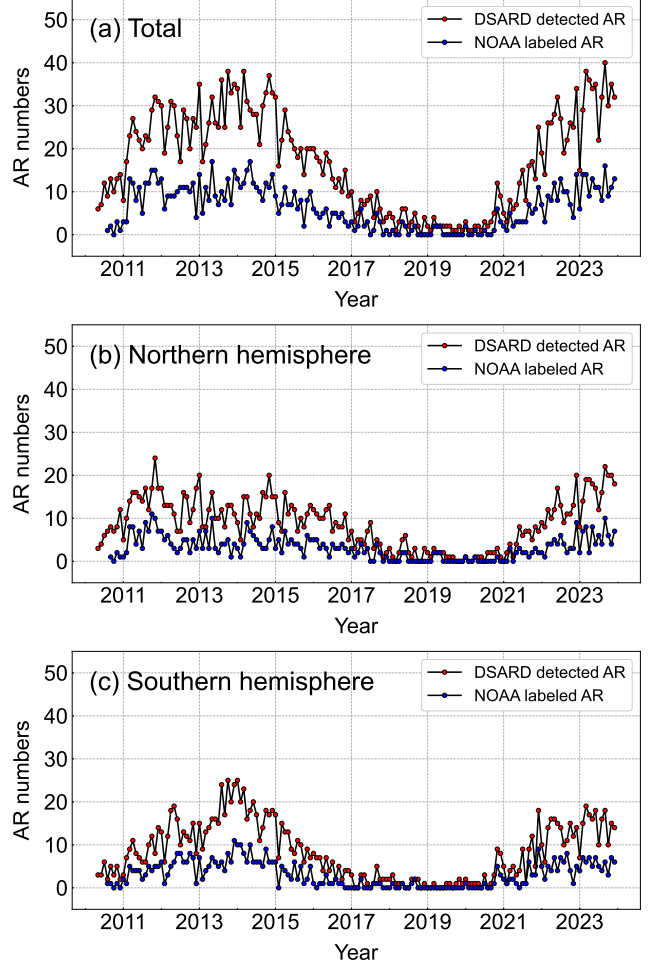 (a) Total
DSARD detected AR
NOAA labeled AR
50
40
30
20
10
0
AR numbers
2011 2013 2015 2017 2019 2021 2023
Year
(b) Northern hemisphere
DSARD detected AR
NOAA labeled AR
50
40
30
20
10
0
AR numbers
2011 2013 2015 2017 2019 2021 2023
Year
(c) Southern hemisphere
DSARD detected AR
NOAA labeled AR
50
40
30
20
10
0
AR numbers
2011 2013 2015 2017 2019 2021 2023
Year